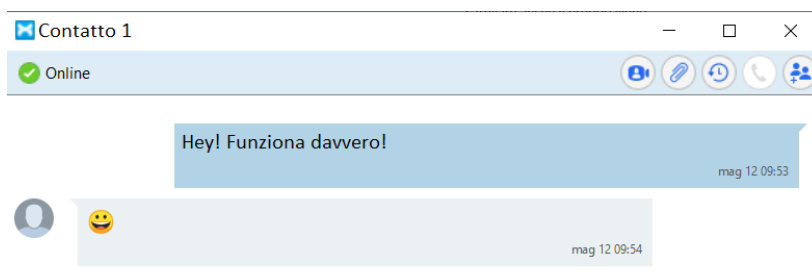 Contatto 1
Online
Hey! Funziona davvero!
mag 12 09:53
😀
mag 12 09:54